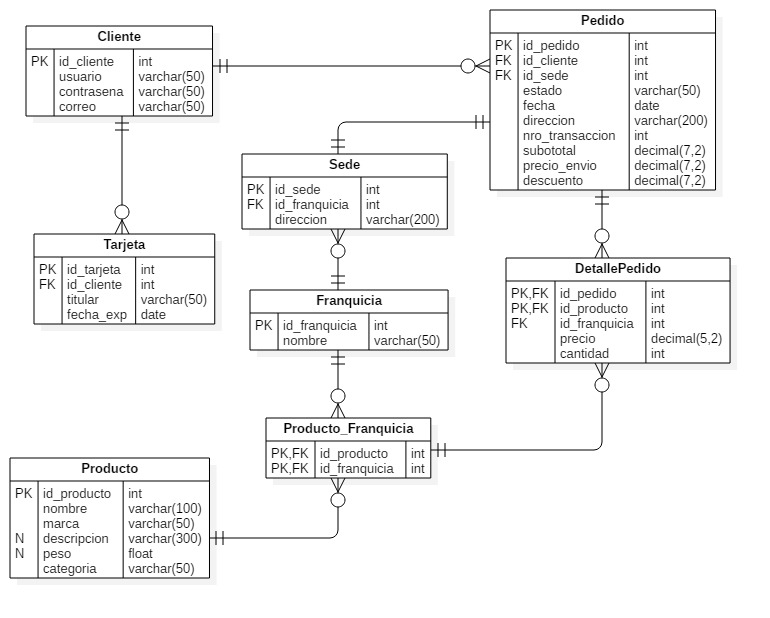 Cliente
PK id_cliente int
usuario varchar(50)
contrasena varchar(50)
correo varchar(50)
Pedido
PK id_pedido int
FK id_cliente int
FK id_sede int
estado varchar(50)
fecha date
direccion varchar(200)
nro_transaccion int
subototal decimal(7,2)
precio_envio decimal(7,2)
descuento decimal(7,2)
Sede
PK id_sede int
FK id_franquicia int
direccion varchar(200)
Tarjeta
PK id_tarjeta int
FK id_cliente int
titular varchar(50)
fecha_exp date
DetallePedido
PK,FK id_pedido int
PK,FK id_producto int
FK id_franquicia int
precio decimal(5,2)
cantidad int
Franquicia
PK id_franquicia int
nombre varchar(50)
Producto_Franquicia
PK,FK id_producto int
PK,FK id_franquicia int
Producto
PK id_producto int
nombre varchar(100)
marca varchar(50)
N descripcion varchar(300)
N peso float
categoria varchar(50)